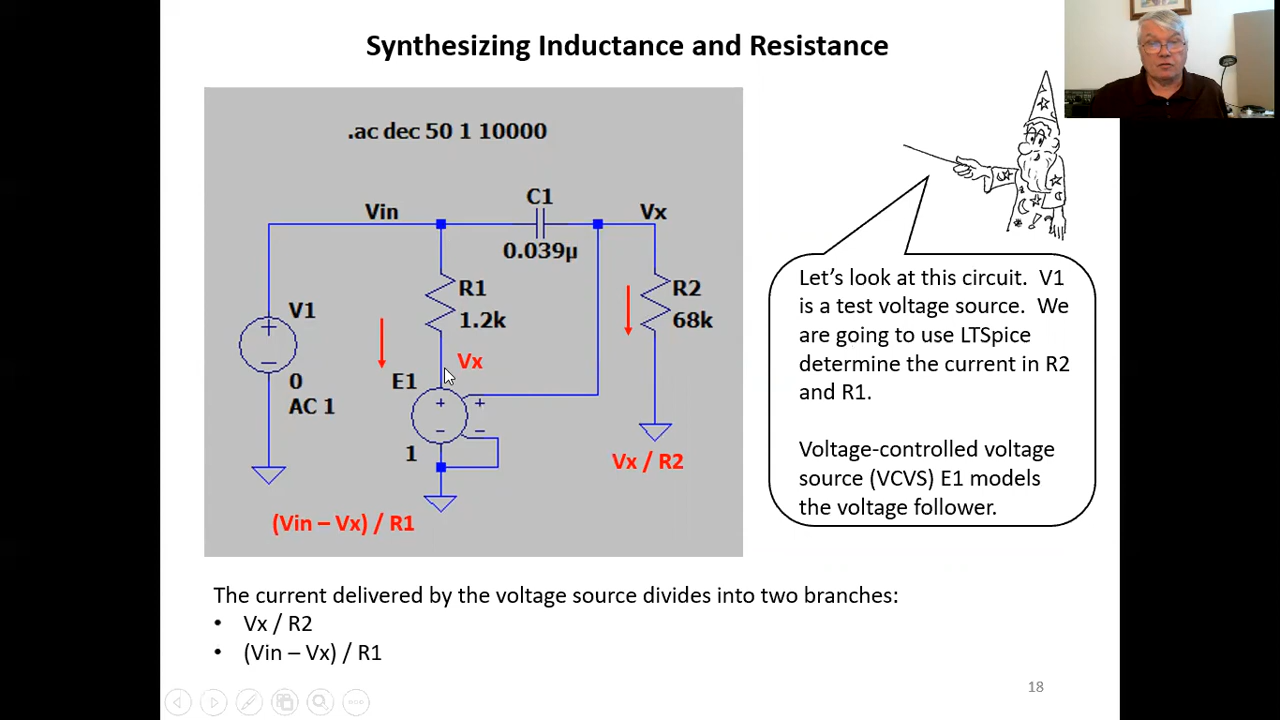 Synthesizing Inductance and Resistance
.ac dec 50 1 10000
Vin
C1
Vx
0.039µ
V1
R1
1.2k
R2
68k
Vx
E1
0
AC 1
1
Vx / R2
(Vin – Vx) / R1
Let's look at this circuit. V1
is a test voltage source. We
are going to use LTSpice
determine the current in R2
and R1.
Voltage-controlled voltage
source (VCVS) E1 models
the voltage follower.
The current delivered by the voltage source divides into two branches:
• Vx / R2
• (Vin – Vx) / R1
18